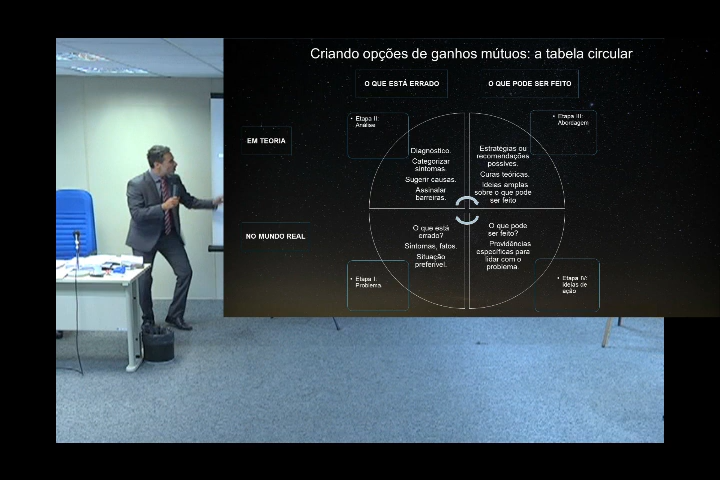 Criando opções de ganhos mútuos: a tabela circular
O QUE ESTÁ ERRADO
O QUE PODE SER FEITO
• Etapa II:
Análise
• Etapa III:
Abordagem
EM TEORIA
Diagnóstico.
Categorizar
sintomas.
Sugerir causas.
Assinalar
barreiras.
Estratégias ou
recomendações
possíveis.
Curas teóricas.
Ideias amplas
sobre o que pode
ser feito
NO MUNDO REAL
O que está
errado?
Sintomas, fatos.
Situação
preferível.
O que pode
ser feito?
Providências
específicas para
lidar com o
problema.
• Etapa I:
Problema
• Etapa IV:
ideias de
ação